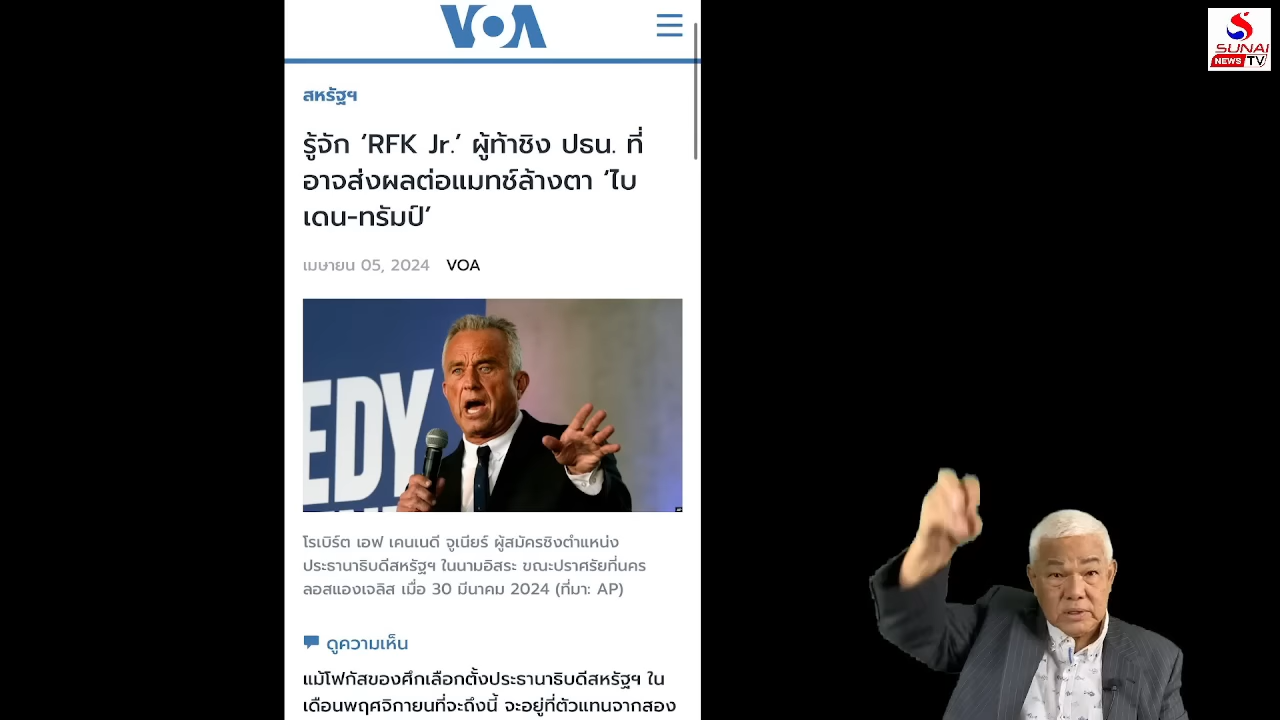 VOA
SUNAI
NEWS TV
สหรัฐฯ
รู้จัก ‘RFK Jr.’ ผู้ท้าชิง ปธน. ที่
อาจส่งผลต่อแมทช์ล้างตา ‘ไบ
เดน-ทรัมป์’
เมษายน 05, 2024 VOA
EDY
โรเบิร์ต เอฟ เคนเนดี จูเนียร์ ผู้สมัครชิงตำแหน่ง
ประธานาธิบดีสหรัฐฯ ในนามอิสระ ขณะปราศรัยที่นคร
ลอสแองเจลิส เมื่อ 30 มีนาคม 2024 (ที่มา: AP)
ดูความเห็น
แม้โฟกัสของศึกเลือกตั้งประธานาธิบดีสหรัฐฯ ใน
เดือนพฤศจิกายนที่จะถึงนี้ จะอยู่ที่ตัวแทนจากสอง